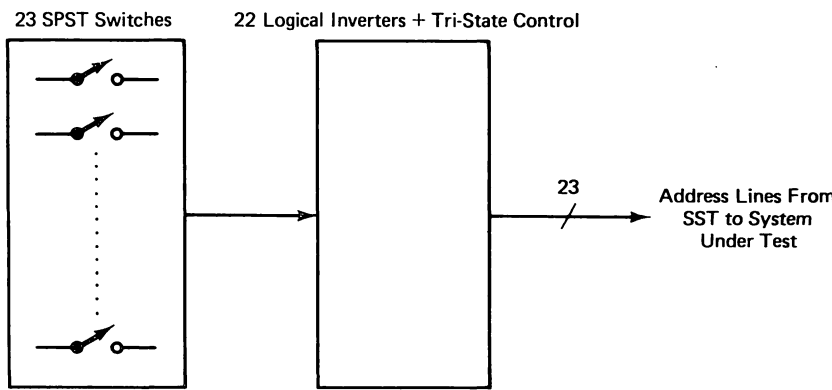 23 SPST Switches
22 Logical Inverters + Tri-State Control
23
Address Lines From
SST to System
Under Test